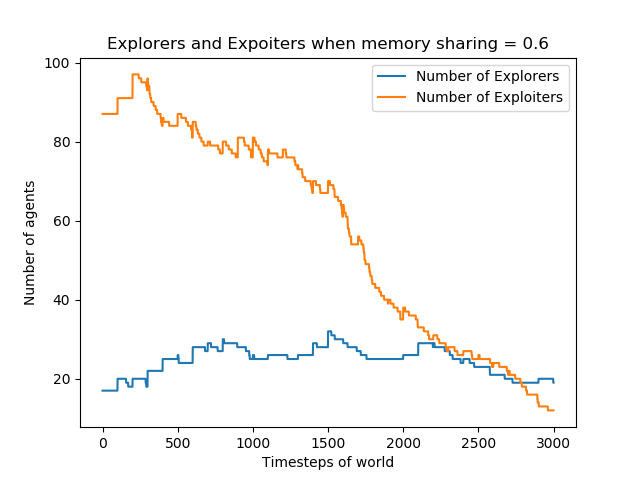 Explorers and Expoiters when memory sharing = 0.6
Number of Explorers
Number of Exploiters
Number of agents
100
80
60
40
20
0
500
1000
1500
2000
2500
3000
Timesteps of world